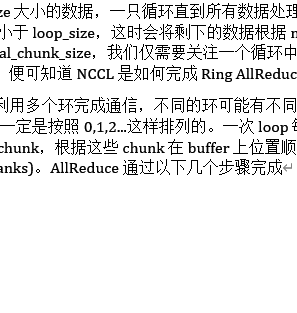 ze 大小的数据，一只循环直到所有数据处理
小于 loop_size，这时会将剩下的数据根据 n
al_chunk_size，我们仅需要关注一个循环中
，便可知道 NCCL 是如何完成 Ring AllReduc
利用多个环完成通信，不同的环可能有不同
一定是按照 0,1,2...这样排列的。一次 loop 每
chunk，根据这些 chunk 在 buffer 上位置顺
anks)。AllReduce 通过以下几个步骤完成↵